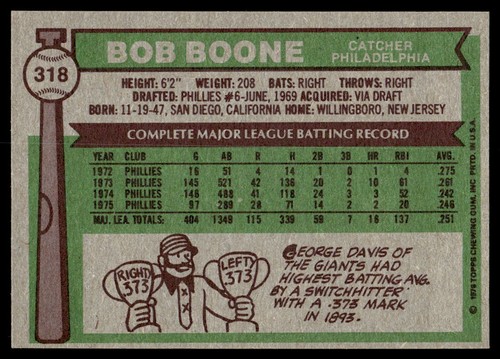 318
BOB BOONE
CATCHER
PHILADELPHIA
HEIGHT: 6'2" WEIGHT: 208 BATS: RIGHT THROWS: RIGHT
DRAFTED: PHILLIES #6-JUNE, 1969 ACQUIRED: VIA DRAFT
BORN: 11-19-47, SAN DIEGO, CALIFORNIA HOME: WILLINGBORO, NEW JERSEY
COMPLETE MAJOR LEAGUE BATTING RECORD
YEAR CLUB G AB R H 2B 3B HR RBI AVG.
1972 PHILLIES 16 51 4 14 1 0 1 4 .275
1973 PHILLIES 145 521 42 136 20 2 10 61 .261
1974 PHILLIES 146 488 41 118 24 3 3 52 .242
1975 PHILLIES 97 289 28 71 14 2 2 20 .246
MAJ. LEA. TOTALS: 404 1349 115 339 59 7 16 137 .251
RIGHT .373
LEFT .373
GEORGE DAVIS OF
THE GIANTS HAD
HIGHEST BATTING AVG.
BY A SWITCHHITTER
WITH A .373 MARK
IN 1893.
© 1976 TOPPS CHEWING GUM, INC. PRTD. IN U.S.A.